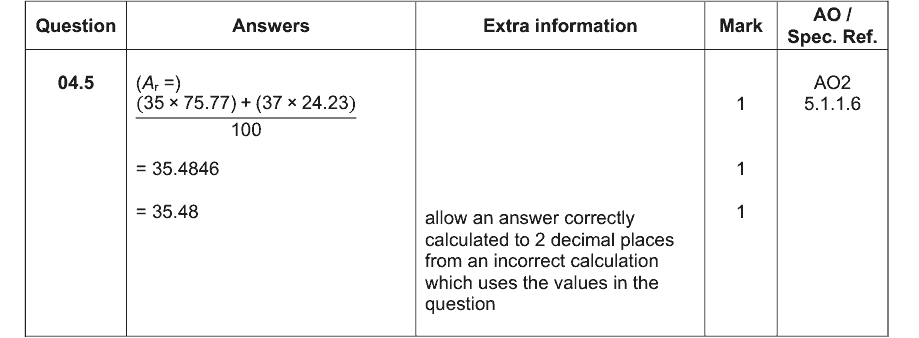 Question Answers Extra information Mark AO /
Spec. Ref.
04.5 (Aᵣ =) AO2
(35 × 75.77) + (37 × 24.23) 1 5.1.1.6
100
= 35.4846 1
= 35.48 1
allow an answer correctly
calculated to 2 decimal places
from an incorrect calculation
which uses the values in the
question